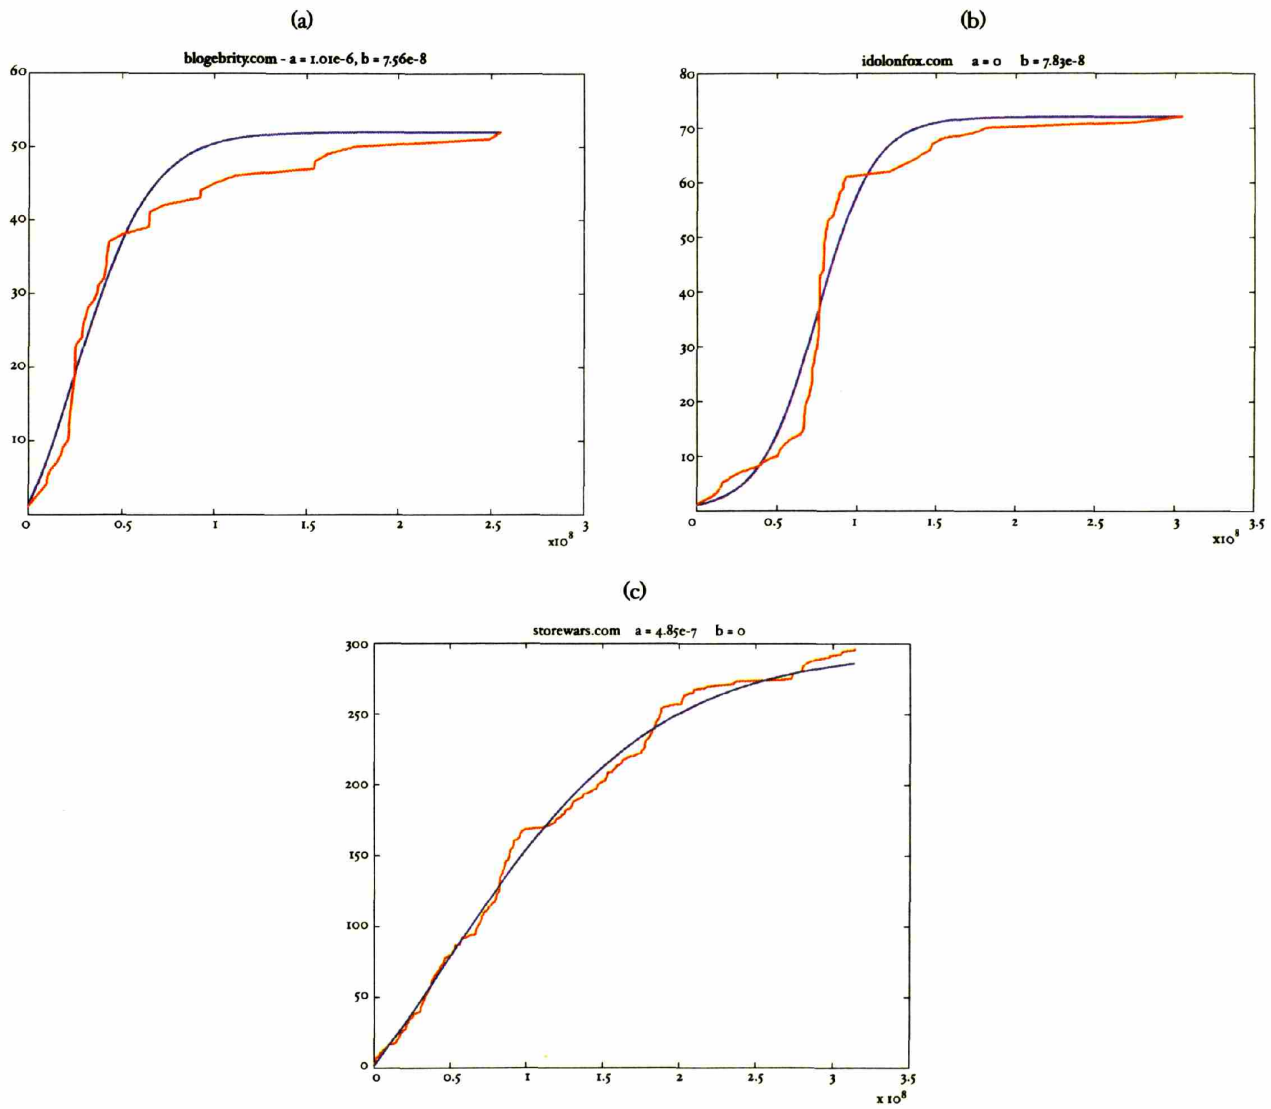 (a)
blogebrity.com - a = 1.01e-6, b = 7.56e-8
60
50
40
30
20
10
0 0.5 1 1.5 2 2.5 3
x10^8
(b)
idolonfox.com a = 0 b = 7.83e-8
80
70
60
50
40
30
20
10
0 0.5 1 1.5 2 2.5 3 3.5
x10^8
(c)
storewars.com a = 4.85e-7 b = 0
300
250
200
150
100
50
0
0 0.5 1 1.5 2 2.5 3 3.5
x 10^8